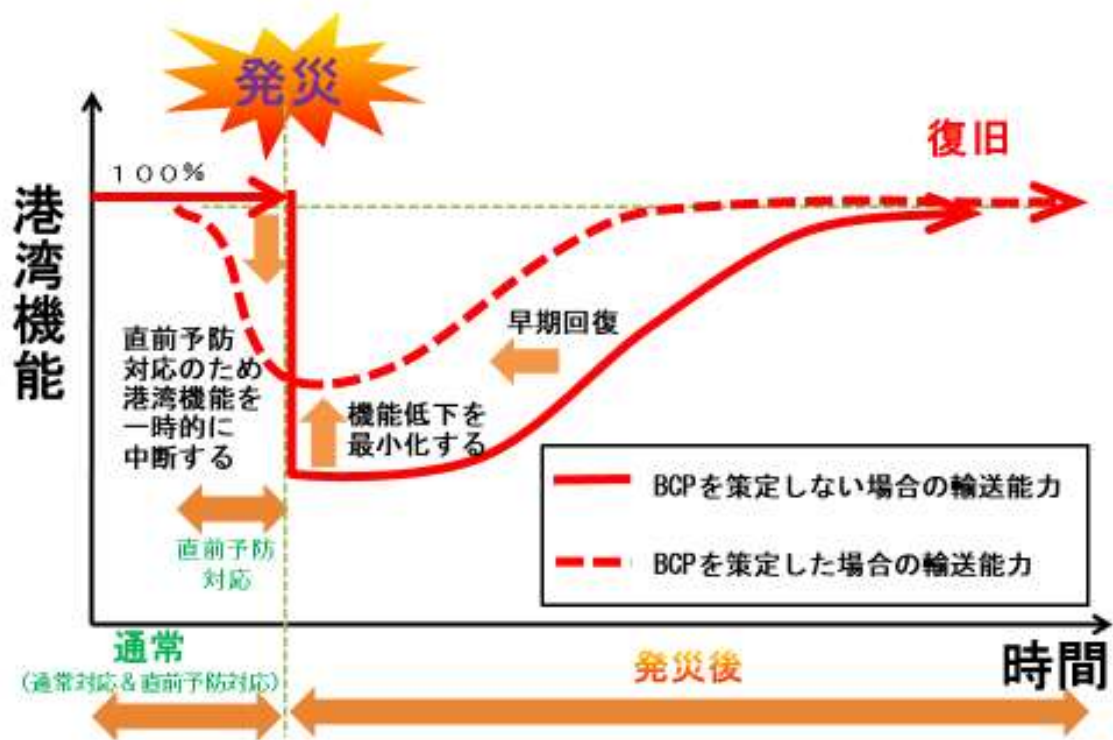 発災
復旧
100%
港湾機能
早期回復
直前予防
対応のため
港湾機能を
一時的に
中断する
機能低下を
最小化する
BCPを策定しない場合の輸送能力
BCPを策定した場合の輸送能力
直前予防
対応
通常
(通常対応&直前予防対応)
発災後
時間